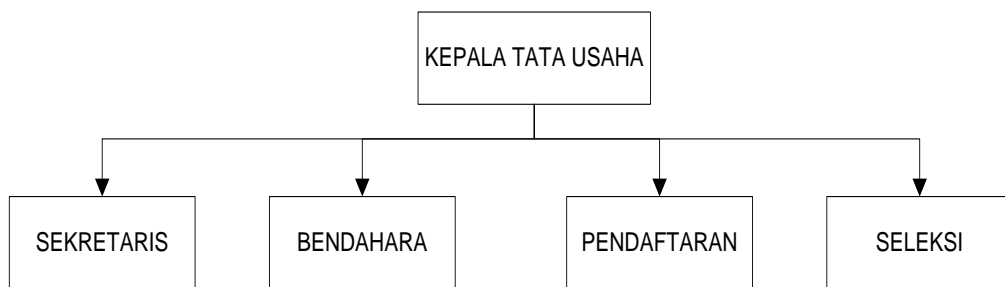 KEPALA TATA USAHA
SEKRETARIS
BENDAHARA
PENDAFTARAN
SELEKSI